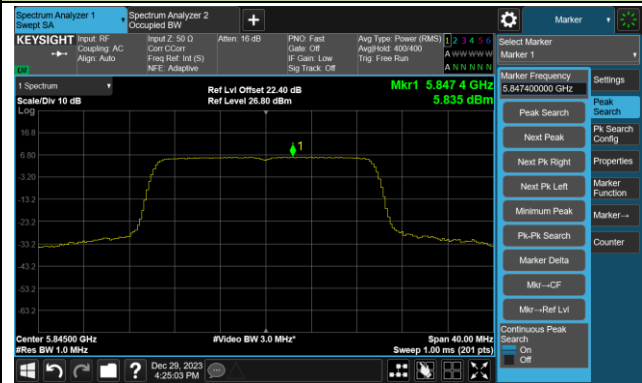 Spectrum Analyzer 1
Swept SA
Spectrum Analyzer 2
Occupied BW
+
Marker
KEYSIGHT
Input: RF
Coupling: AC
Align: Auto
Input Z: 50 Ω
Corr CCorr
Freq Ref: Int (S)
NFE: Adaptive
Atten: 16 dB
PNO: Fast
Gate: Off
IF Gain: Low
Sig Track: Off
Avg Type: Power (RMS)
Avg|Hold: 400/400
Trig: Free Run
1 2 3 4 5 6
A W W W W W
A N N N N N
LXI
Select Marker
Marker 1
1 Spectrum
Scale/Div 10 dB
Log
Ref Lvl Offset 22.40 dB
Ref Level 26.80 dBm
Mkr1 5.847 4 GHz
5.835 dBm
16.8
6.80
-3.20
-13.2
-23.2
-33.2
-43.2
-53.2
-63.2
1
Center 5.84500 GHz
#Res BW 1.0 MHz
#Video BW 3.0 MHz*
Span 40.00 MHz
Sweep 1.00 ms (201 pts)
Marker Frequency
5.847400000 GHz
Peak Search
Next Peak
Next Pk Right
Next Pk Left
Minimum Peak
Pk-Pk Search
Marker Delta
Mkr→CF
Mkr→Ref Lvl
Continuous Peak
Search
On
Off
Settings
Peak
Search
Pk Search
Config
Properties
Marker
Function
Marker→
Counter
?
Dec 29, 2023
4:25:03 PM